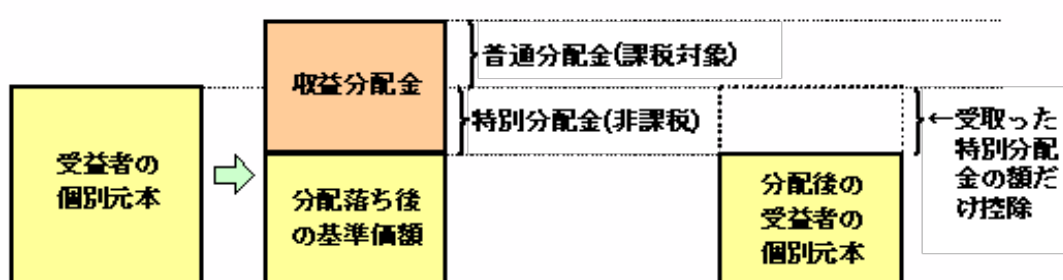 受益者の
個別元本
収益分配金
分配落ち後
の基準価額
普通分配金(課税対象)
特別分配金(非課税)
分配後の
受益者の
個別元本
←受取った
特別分配
金の額だ
け控除